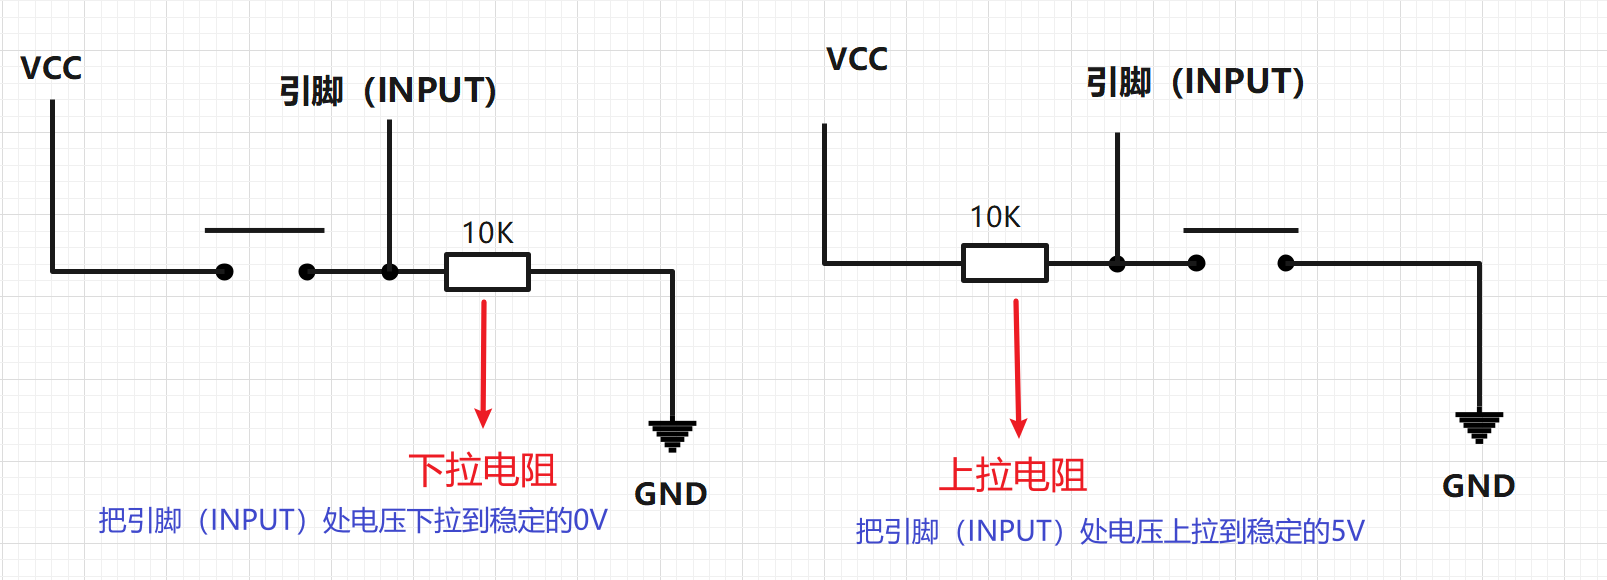 VCC
引脚（INPUT)
10K
下拉电阻
GND
把引脚（INPUT）处电压下拉到稳定的0V
VCC
引脚（INPUT)
10K
上拉电阻
GND
把引脚（INPUT）处电压上拉到稳定的5V